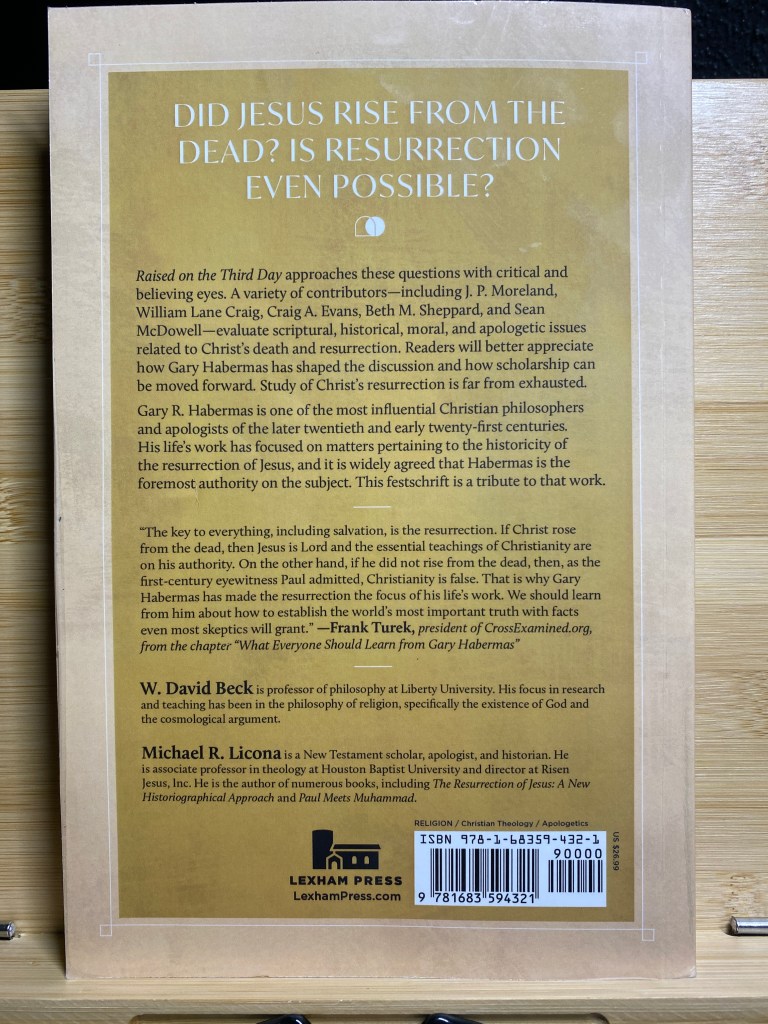 DID JESUS RISE FROM THE
DEAD? IS RESURRECTION
EVEN POSSIBLE?
Raised on the Third Day approaches these questions with critical and
believing eyes. A variety of contributors—including J. P. Moreland,
William Lane Craig, Craig A. Evans, Beth M. Sheppard, and Sean
McDowell—evaluate scriptural, historical, moral, and apologetic issues
related to Christ's death and resurrection. Readers will better appreciate
how Gary Habermas has shaped the discussion and how scholarship can
be moved forward. Study of Christ's resurrection is far from exhausted.
Gary R. Habermas is one of the most influential Christian philosophers
and apologists of the later twentieth and early twenty-first centuries.
His life's work has focused on matters pertaining to the historicity of
the resurrection of Jesus, and it is widely agreed that Habermas is the
foremost authority on the subject. This festschrift is a tribute to that work.
"The key to everything, including salvation, is the resurrection. If Christ rose
from the dead, then Jesus is Lord and the essential teachings of Christianity are
on his authority. On the other hand, if he did not rise from the dead, then, as the
first-century eyewitness Paul admitted, Christianity is false. That is why Gary
Habermas has made the resurrection the focus of his life's work. We should learn
from him about how to establish the world's most important truth with facts
even most skeptics will grant." —Frank Turek, president of CrossExamined.org,
from the chapter "What Everyone Should Learn from Gary Habermas"
W. David Beck is professor of philosophy at Liberty University. His focus in research
and teaching has been in the philosophy of religion, specifically the existence of God and
the cosmological argument.
Michael R. Licona is a New Testament scholar, apologist, and historian. He
is associate professor in theology at Houston Baptist University and director at Risen
Jesus, Inc. He is the author of numerous books, including The Resurrection of Jesus: A New
Historiographical Approach and Paul Meets Muhammad.
RELIGION / Christian Theology / Apologetics
ISBN 978-1-68359-432-1
90000
9 781683 594321
US $26.99
LEXHAM PRESS
LexhamPress.com